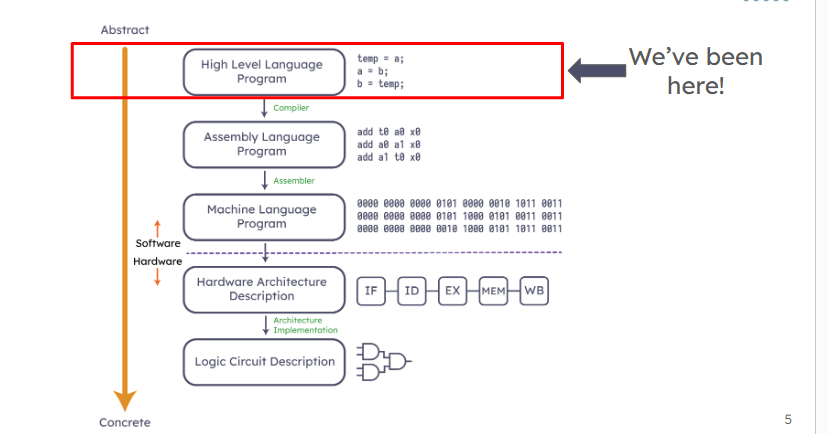 Abstract
High Level Language
Program
temp = a;
a = b;
b = temp;
We've been
here!
Compiler
Assembly Language
Program
add t0 a0 x0
add a0 a1 x0
add a1 t0 x0
Assembler
Machine Language
Program
0000 0000 0000 0101 0000 0010 1011 0011
0000 0000 0000 0101 1000 0101 0011 0011
0000 0000 0000 0010 1000 0101 1011 0011
Software
Hardware
Hardware Architecture
Description
IF
ID
EX
MEM
WB
Architecture
Implementation
Logic Circuit Description
Concrete
5